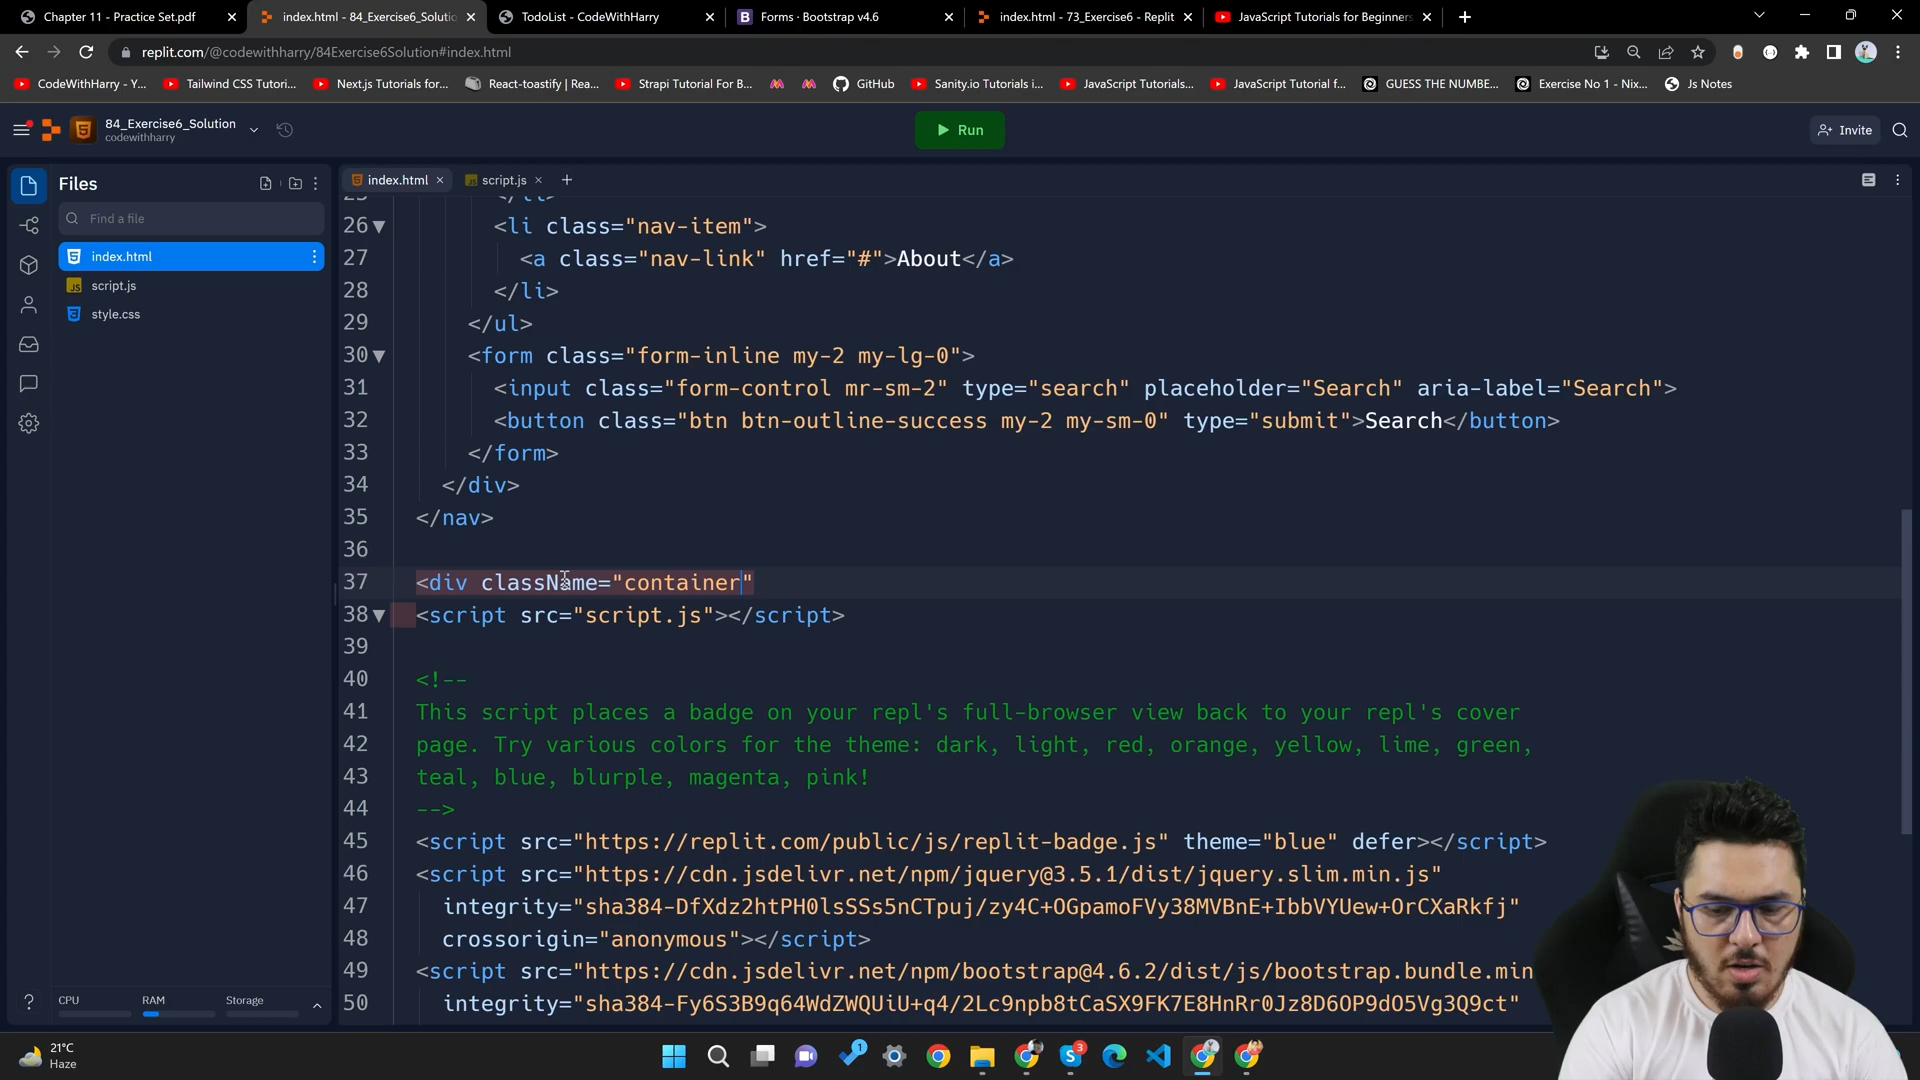 Chapter 11 - Practice Set.pdf
index.html - 84_Exercise6_Solutio
TodoList - CodeWithHarry
Forms · Bootstrap v4.6
index.html - 73_Exercise6 - Replit
JavaScript Tutorials for Beginners
replit.com/@codewithharry/84Exercise6Solution#index.html
CodeWithHarry - Y...
Tailwind CSS Tutori...
Next.js Tutorials for...
React-toastify | Rea...
Strapi Tutorial For B...
GitHub
Sanity.io Tutorials i...
JavaScript Tutorials...
JavaScript Tutorial f...
GUESS THE NUMBE...
Exercise No 1 - Nix...
Js Notes
84_Exercise6_Solution
codewithharry
Run
Invite
Files
Find a file
index.html
script.js
style.css
index.html
script.js
26 <li class="nav-item">
27 <a class="nav-link" href="#">About</a>
28 </li>
29 </ul>
30 <form class="form-inline my-2 my-lg-0">
31 <input class="form-control mr-sm-2" type="search" placeholder="Search" aria-label="Search">
32 <button class="btn btn-outline-success my-2 my-sm-0" type="submit">Search</button>
33 </form>
34 </div>
35 </nav>
36
37 <div className="container"
38 <script src="script.js"></script>
39
40 <!--
41 This script places a badge on your repl's full-browser view back to your repl's cover
42 page. Try various colors for the theme: dark, light, red, orange, yellow, lime, green,
43 teal, blue, blurple, magenta, pink!
44 -->
45 <script src="https://replit.com/public/js/replit-badge.js" theme="blue" defer></script>
46 <script src="https://cdn.jsdelivr.net/npm/jquery@3.5.1/dist/jquery.slim.min.js"
47 integrity="sha384-DfXdz2htPH0lsSSs5nCTpuj/zy4C+OGpamoFVy38MVBnE+IbbVYUew+OrCXaRkfj"
48 crossorigin="anonymous"></script>
49 <script src="https://cdn.jsdelivr.net/npm/bootstrap@4.6.2/dist/js/bootstrap.bundle.min
50 integrity="sha384-Fy6S3B9q64WdZWQUiU+q4/2Lc9npb8tCaSX9FK7E8HnRr0Jz8D6OP9dO5Vg3Q9ct"
CPU
RAM
Storage
21°C
Haze
1
3